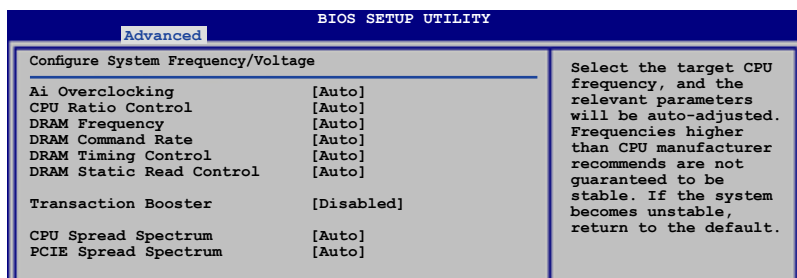 BIOS SETUP UTILITY
Advanced
Configure System Frequency/Voltage
Ai Overclocking [Auto]
CPU Ratio Control [Auto]
DRAM Frequency [Auto]
DRAM Command Rate [Auto]
DRAM Timing Control [Auto]
DRAM Static Read Control [Auto]
Transaction Booster [Disabled]
CPU Spread Spectrum [Auto]
PCIE Spread Spectrum [Auto]
Select the target CPU
frequency, and the
relevant parameters
will be auto-adjusted.
Frequencies higher
than CPU manufacturer
recommends are not
guaranteed to be
stable. If the system
becomes unstable,
return to the default.